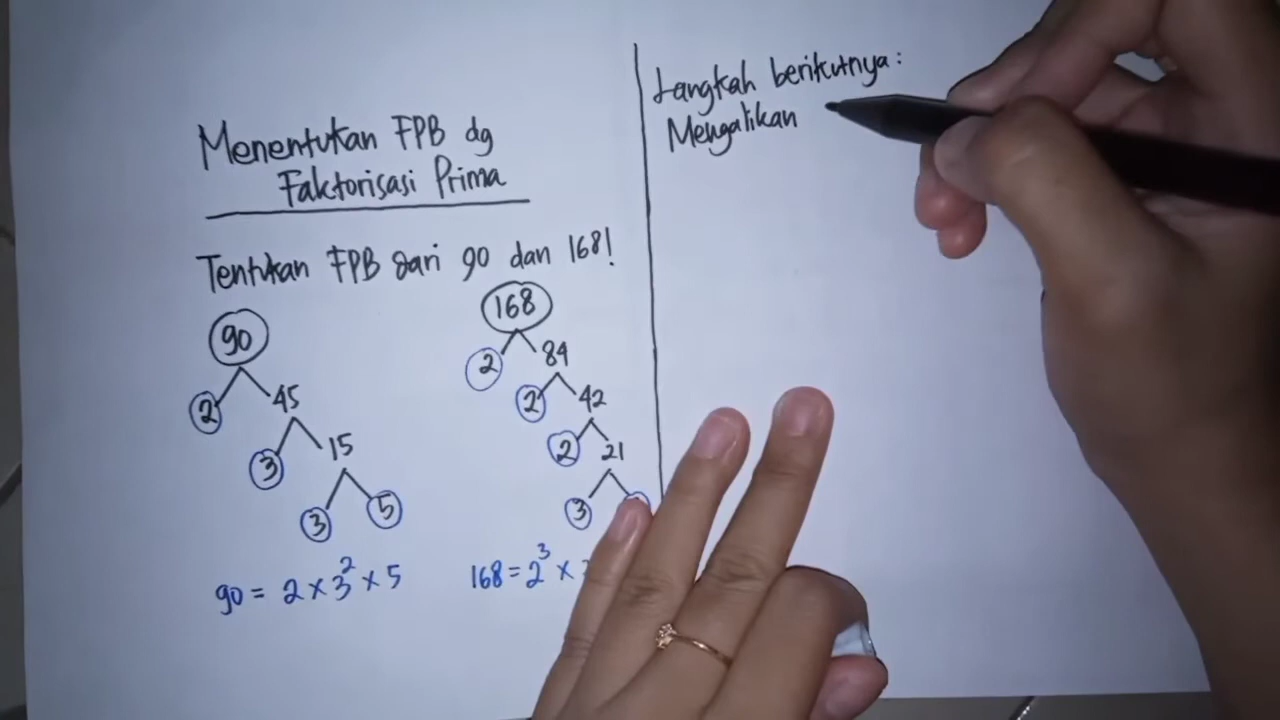 Menentukan FPB dg
Faktorisasi Prima
Tentukan FPB dari 90 dan 168!
90
2 45
3 15
3 5
90 = 2 x 3² x 5
168
2 84
2 42
2 21
3
168 = 2³ x
Langkah berikutnya :
Mengalikan